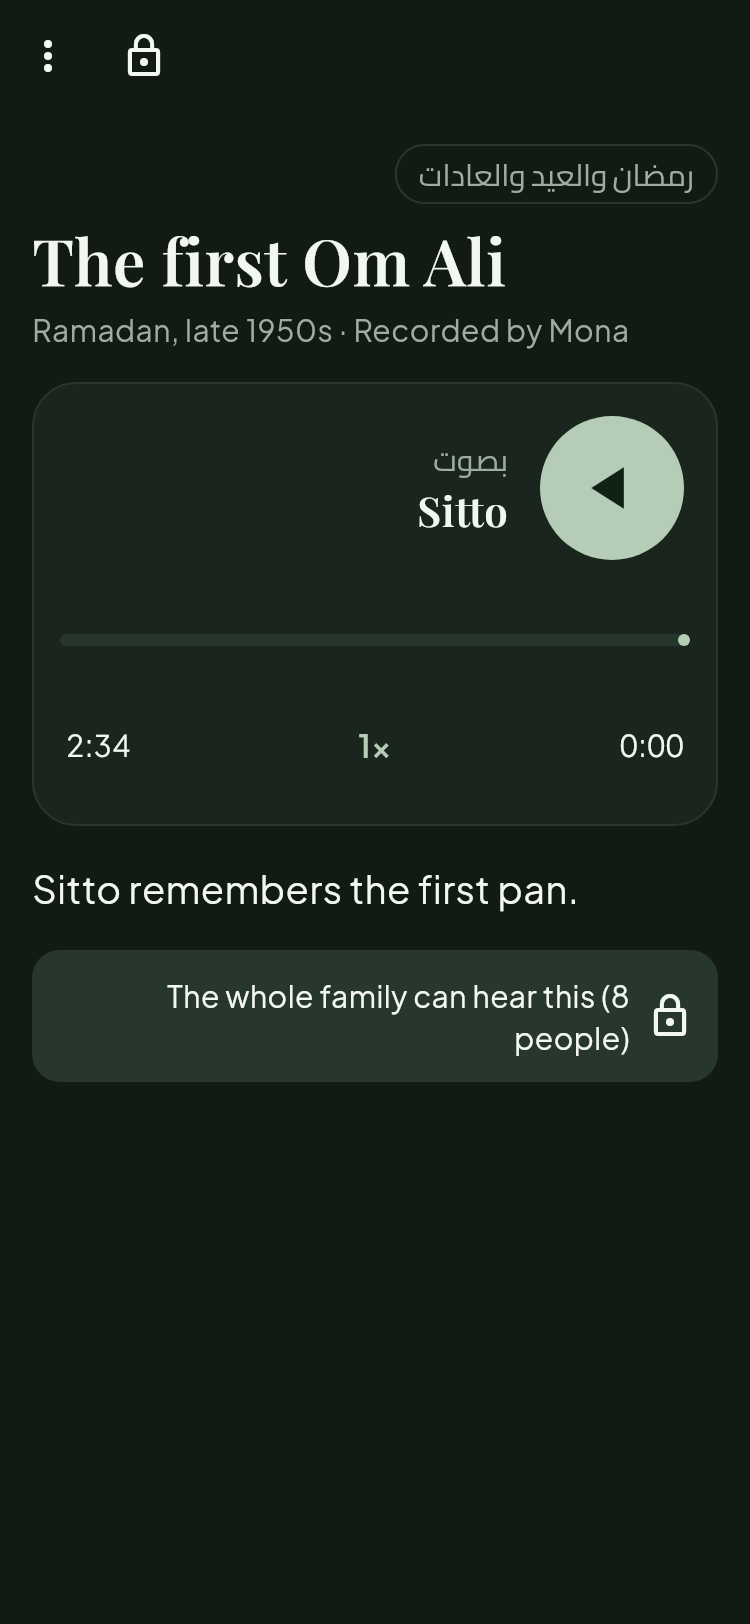 رمضان والعيد والعادات
The first Om Ali
Ramadan, late 1950s · Recorded by Mona
بصوت
Sitto
2:34 1× 0:00
Sitto remembers the first pan.
The whole family can hear this (8
people)